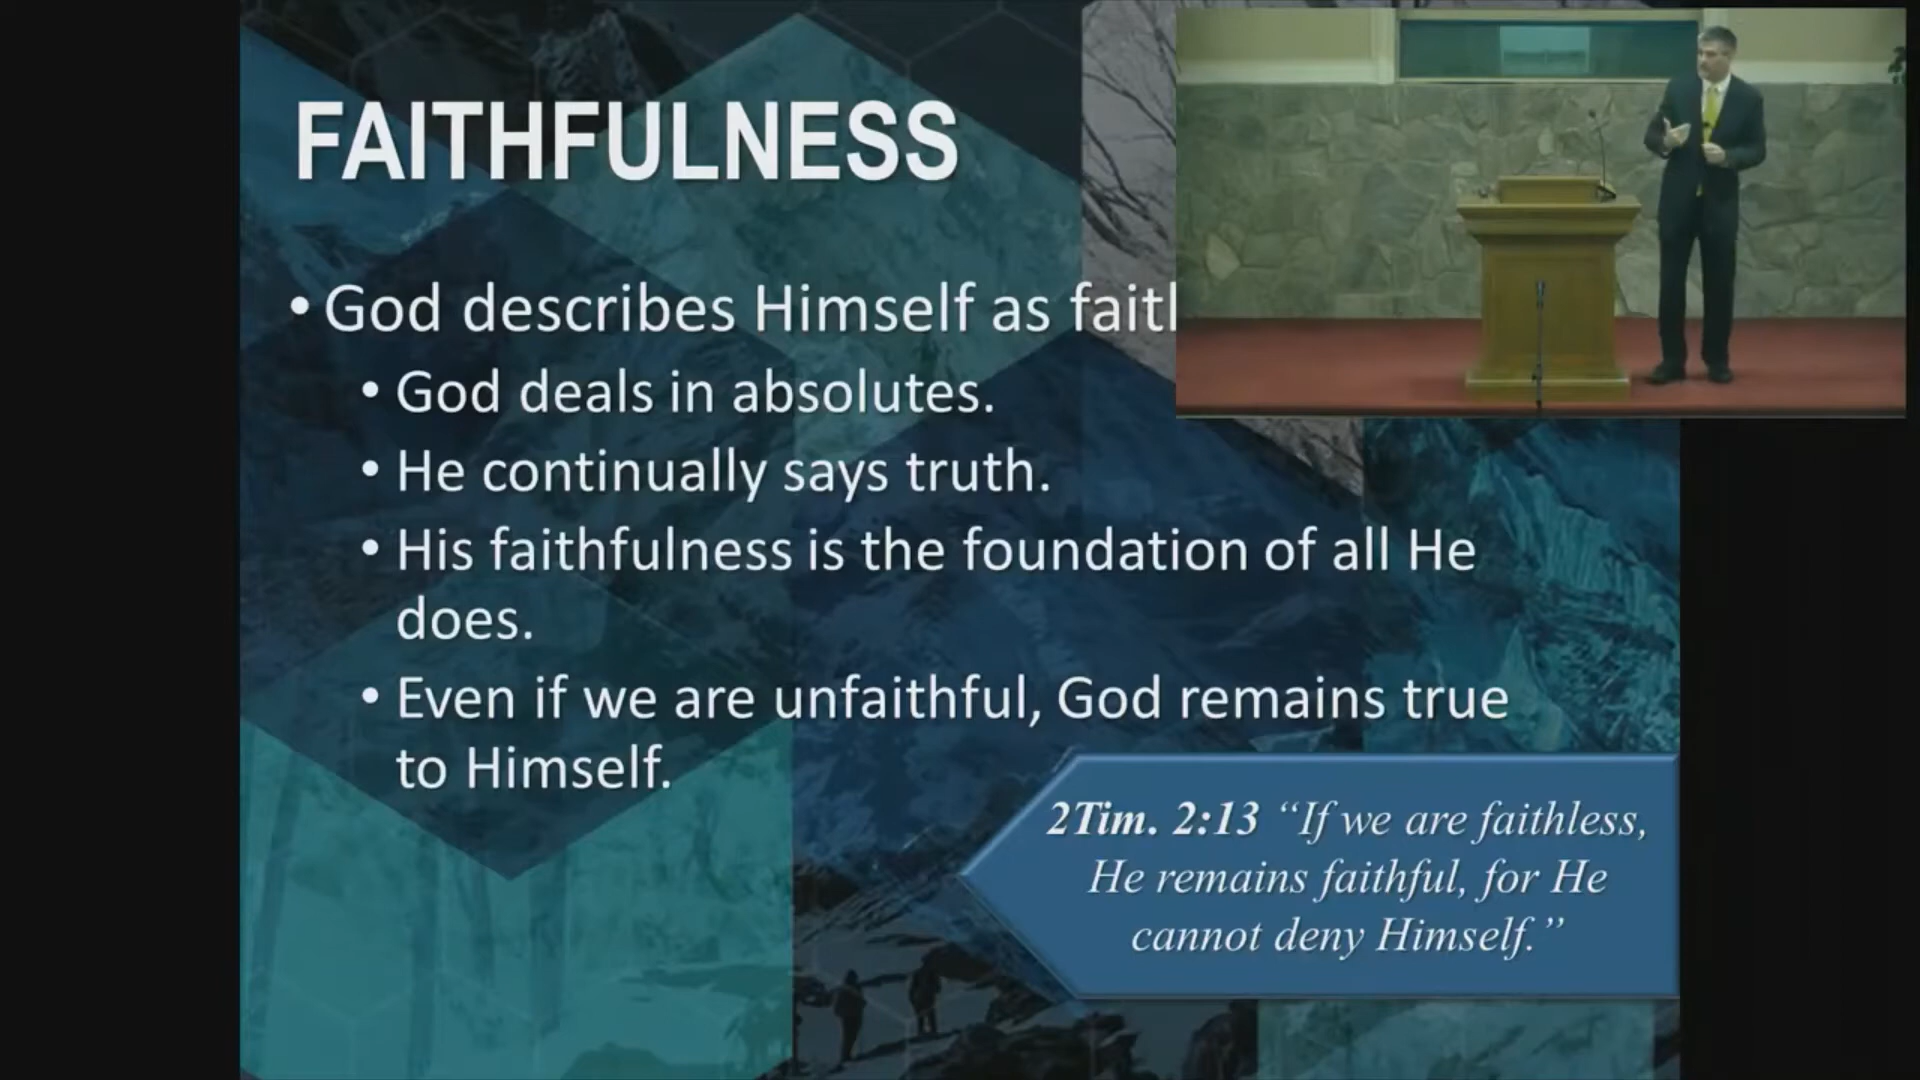 FAITHFULNESS
• God describes Himself as
• God deals in absolutes.
• He continually says truth.
• His faithfulness is the foundation of all He
does.
• Even if we are unfaithful, God remains true
to Himself.
2Tim. 2:13 “If we are faithless,
He remains faithful, for He
cannot deny Himself.”